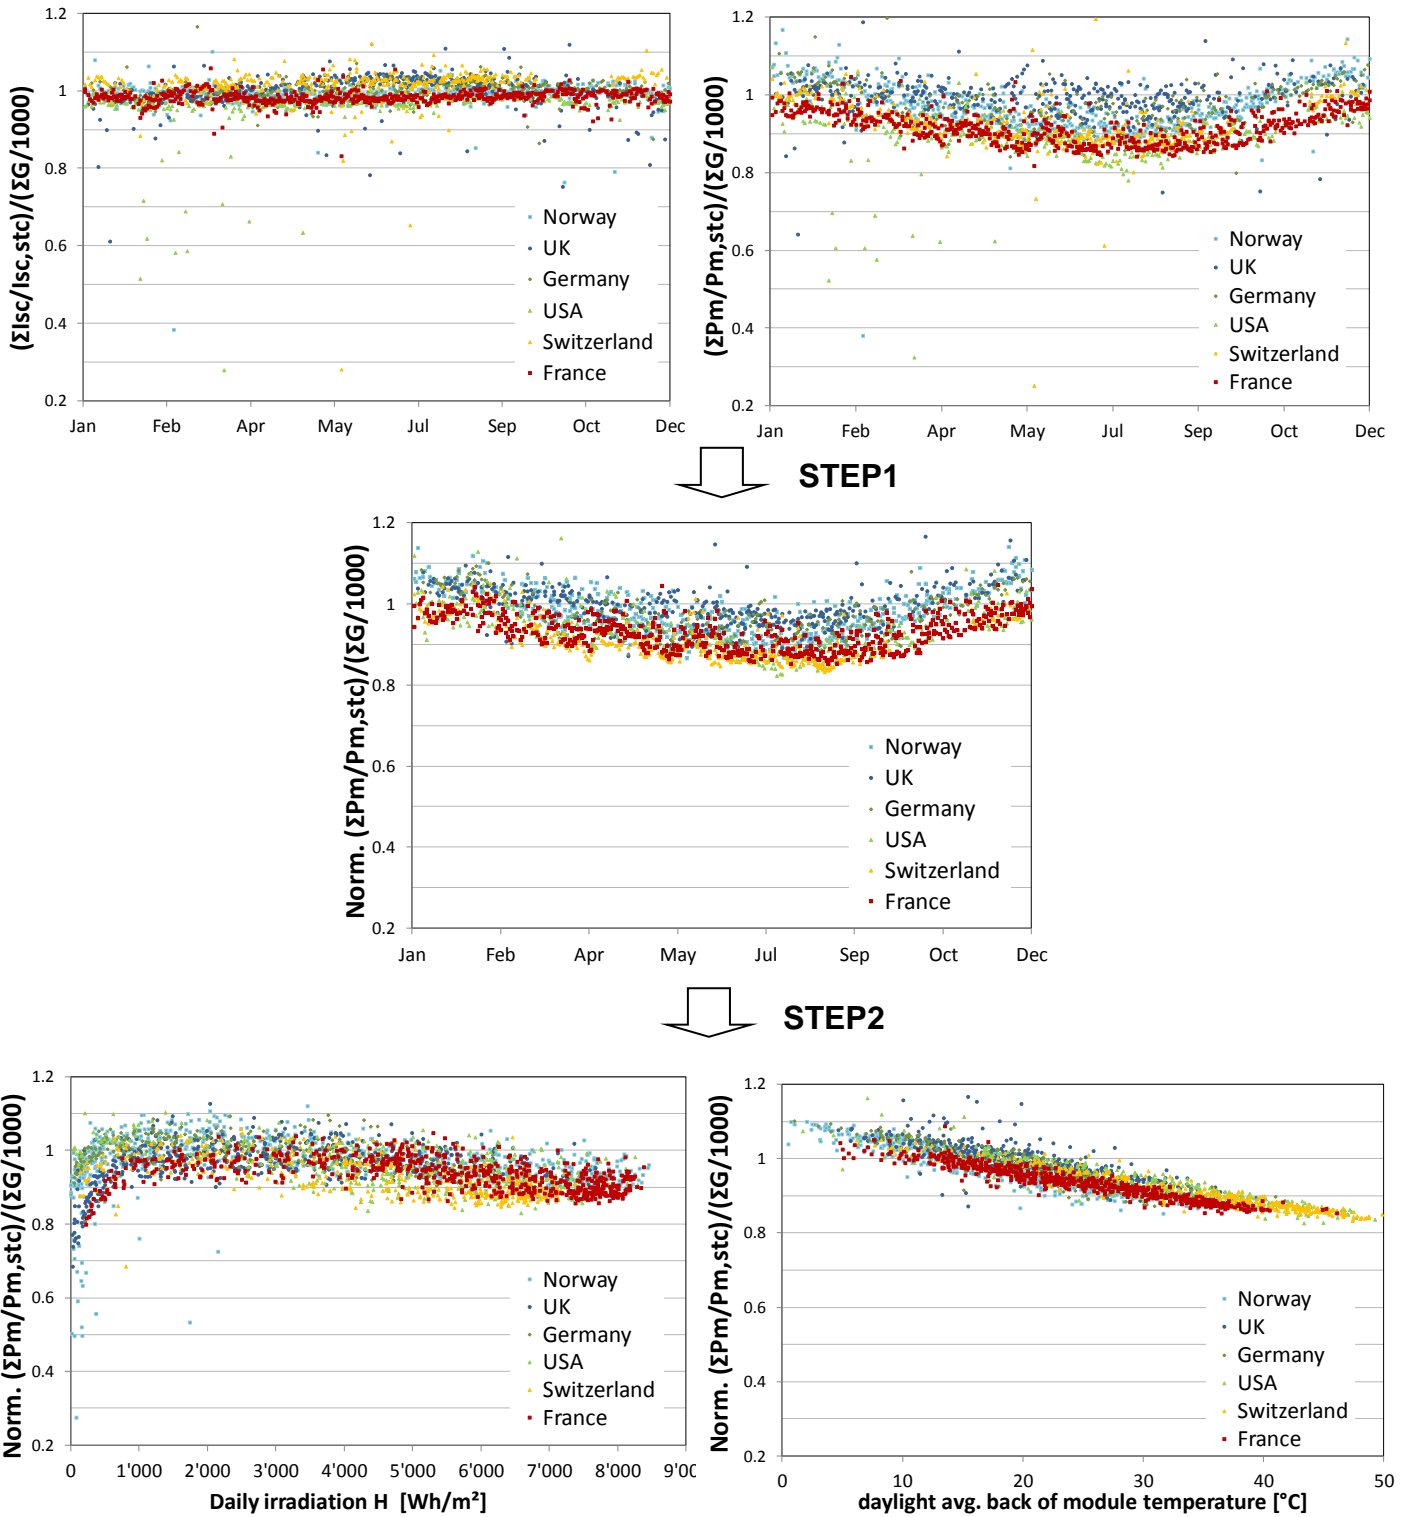 (ΣIsc/Isc,stc)/(ΣG/1000)
1.2
1
0.8
0.6
0.4
0.2
Norway
UK
Germany
USA
Switzerland
France
Jan Feb Apr May Jul Sep Oct Dec
(ΣPm/Pm,stc)/(ΣG/1000)
1.2
1
0.8
0.6
0.4
0.2
Norway
UK
Germany
USA
Switzerland
France
Jan Feb Apr May Jul Sep Oct Dec
STEP1
Norm. (ΣPm/Pm,stc)/(ΣG/1000)
1.2
1
0.8
0.6
0.4
0.2
Norway
UK
Germany
USA
Switzerland
France
Jan Feb Apr May Jul Sep Oct Dec
STEP2
Norm. (ΣPm/Pm,stc)/(ΣG/1000)
1.2
1
0.8
0.6
0.4
0.2
Norway
UK
Germany
USA
Switzerland
France
0 1'000 2'000 3'000 4'000 5'000 6'000 7'000 8'000 9'00
Daily irradiation H [Wh/m²]
Norm. (ΣPm/Pm,stc)/(ΣG/1000)
1.2
1
0.8
0.6
0.4
0.2
Norway
UK
Germany
USA
Switzerland
France
0 10 20 30 40 50
daylight avg. back of module temperature [°C]